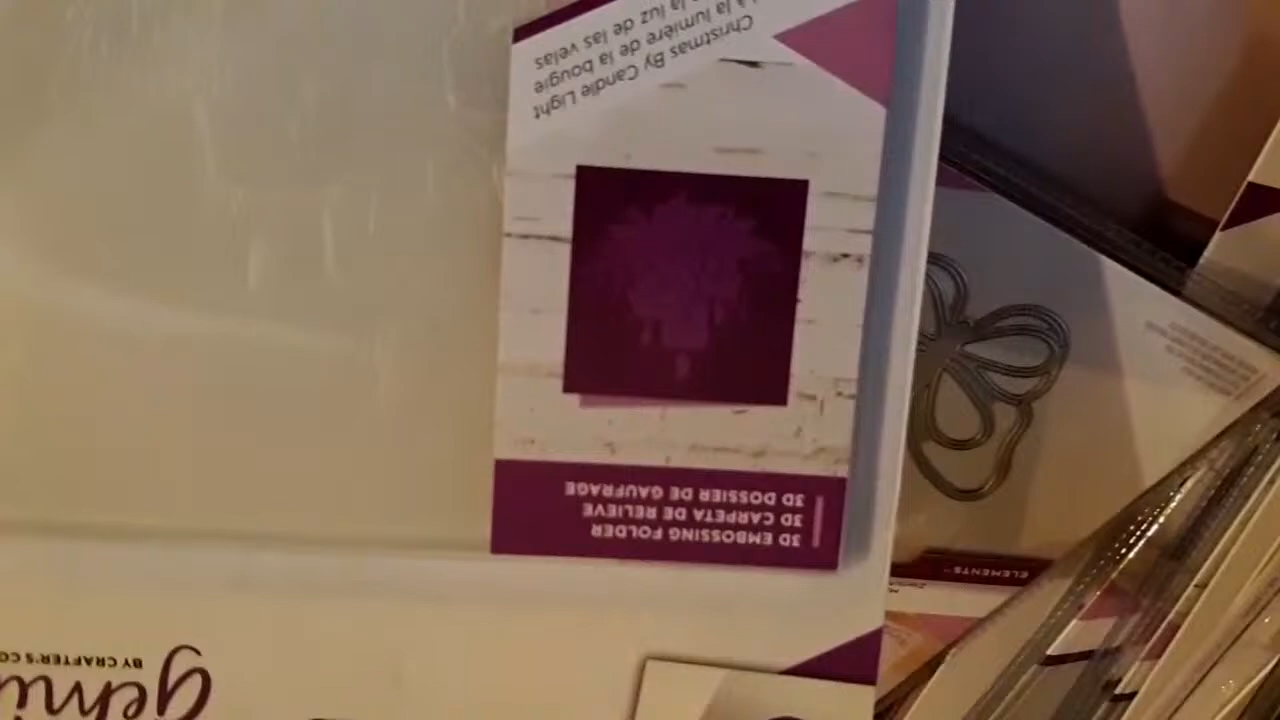 3D EMBOSSING FOLDER
3D CARPETA DE RELIEVE
3D DOSSIER DE GAUFRAGE
Christmas By Candle Light
à la lumière de la bougie
la luz de las velas
ELEMENTS™
BY CRAFTER'S CO